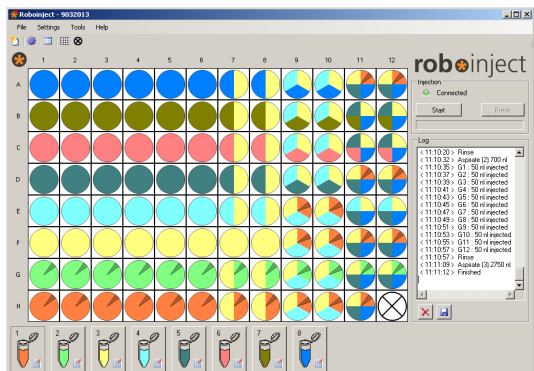 Roboinject - 9032013
File Settings Tools Help
1 2 3 4 5 6 7 8 9 10 11 12
roboinject
A
B
C
D
E
F
G
H
Injection
Connected
Start Break
Log
< 11:10:20 > Rinse
< 11:10:32 > Aspirate (2) 700 nl
< 11:10:35 > G1 : 50 nl injected
< 11:10:37 > G2 : 50 nl injected
< 11:10:39 > G3 : 50 nl injected
< 11:10:41 > G4 : 50 nl injected
< 11:10:43 > G5 : 50 nl injected
< 11:10:45 > G6 : 50 nl injected
< 11:10:47 > G7 : 50 nl injected
< 11:10:49 > G8 : 50 nl injected
< 11:10:51 > G9 : 50 nl injected
< 11:10:53 > G10 : 50 nl injected
< 11:10:55 > G11 : 50 nl injected
< 11:10:57 > G12 : 50 nl injected
< 11:10:57 > Rinse
< 11:11:09 > Aspirate (3) 2750 nl
< 11:11:12 > Finished
1 2 3 4 5 6 7 8